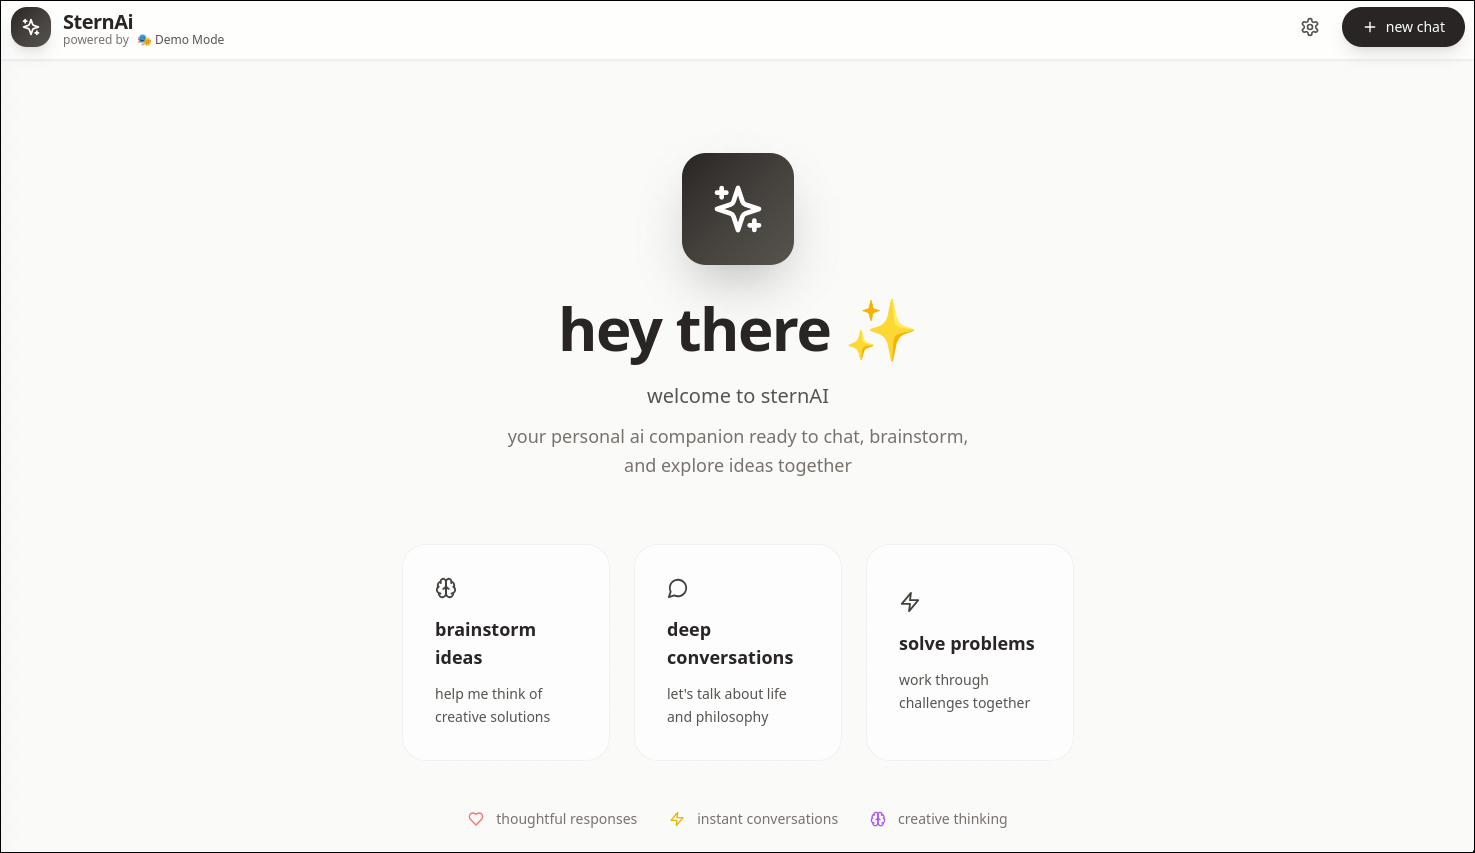 SternAi
powered by 🎭 Demo Mode
new chat
hey there ✨
welcome to sternAI
your personal ai companion ready to chat, brainstorm,
and explore ideas together
brainstorm
ideas
help me think of
creative solutions
deep
conversations
let's talk about life
and philosophy
solve problems
work through
challenges together
thoughtful responses
instant conversations
creative thinking